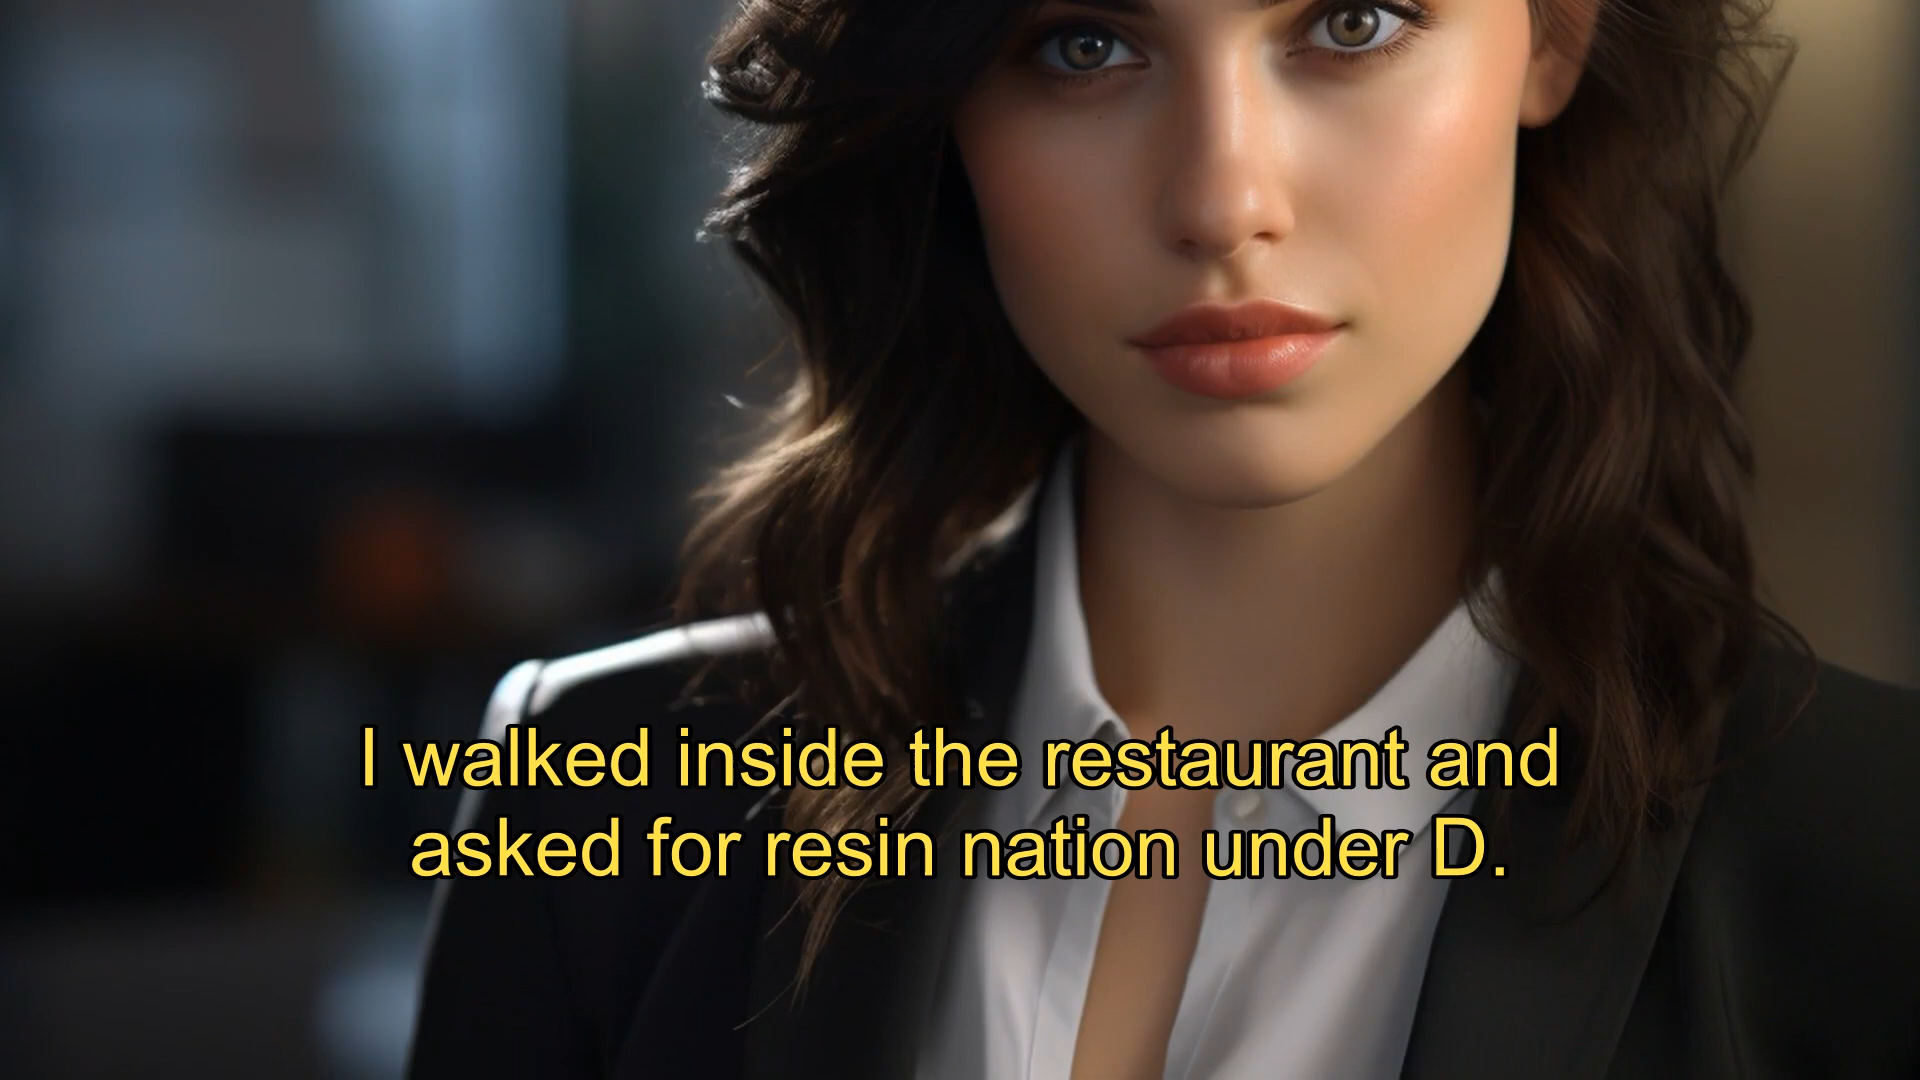 I walked inside the restaurant and
asked for resin nation under D.